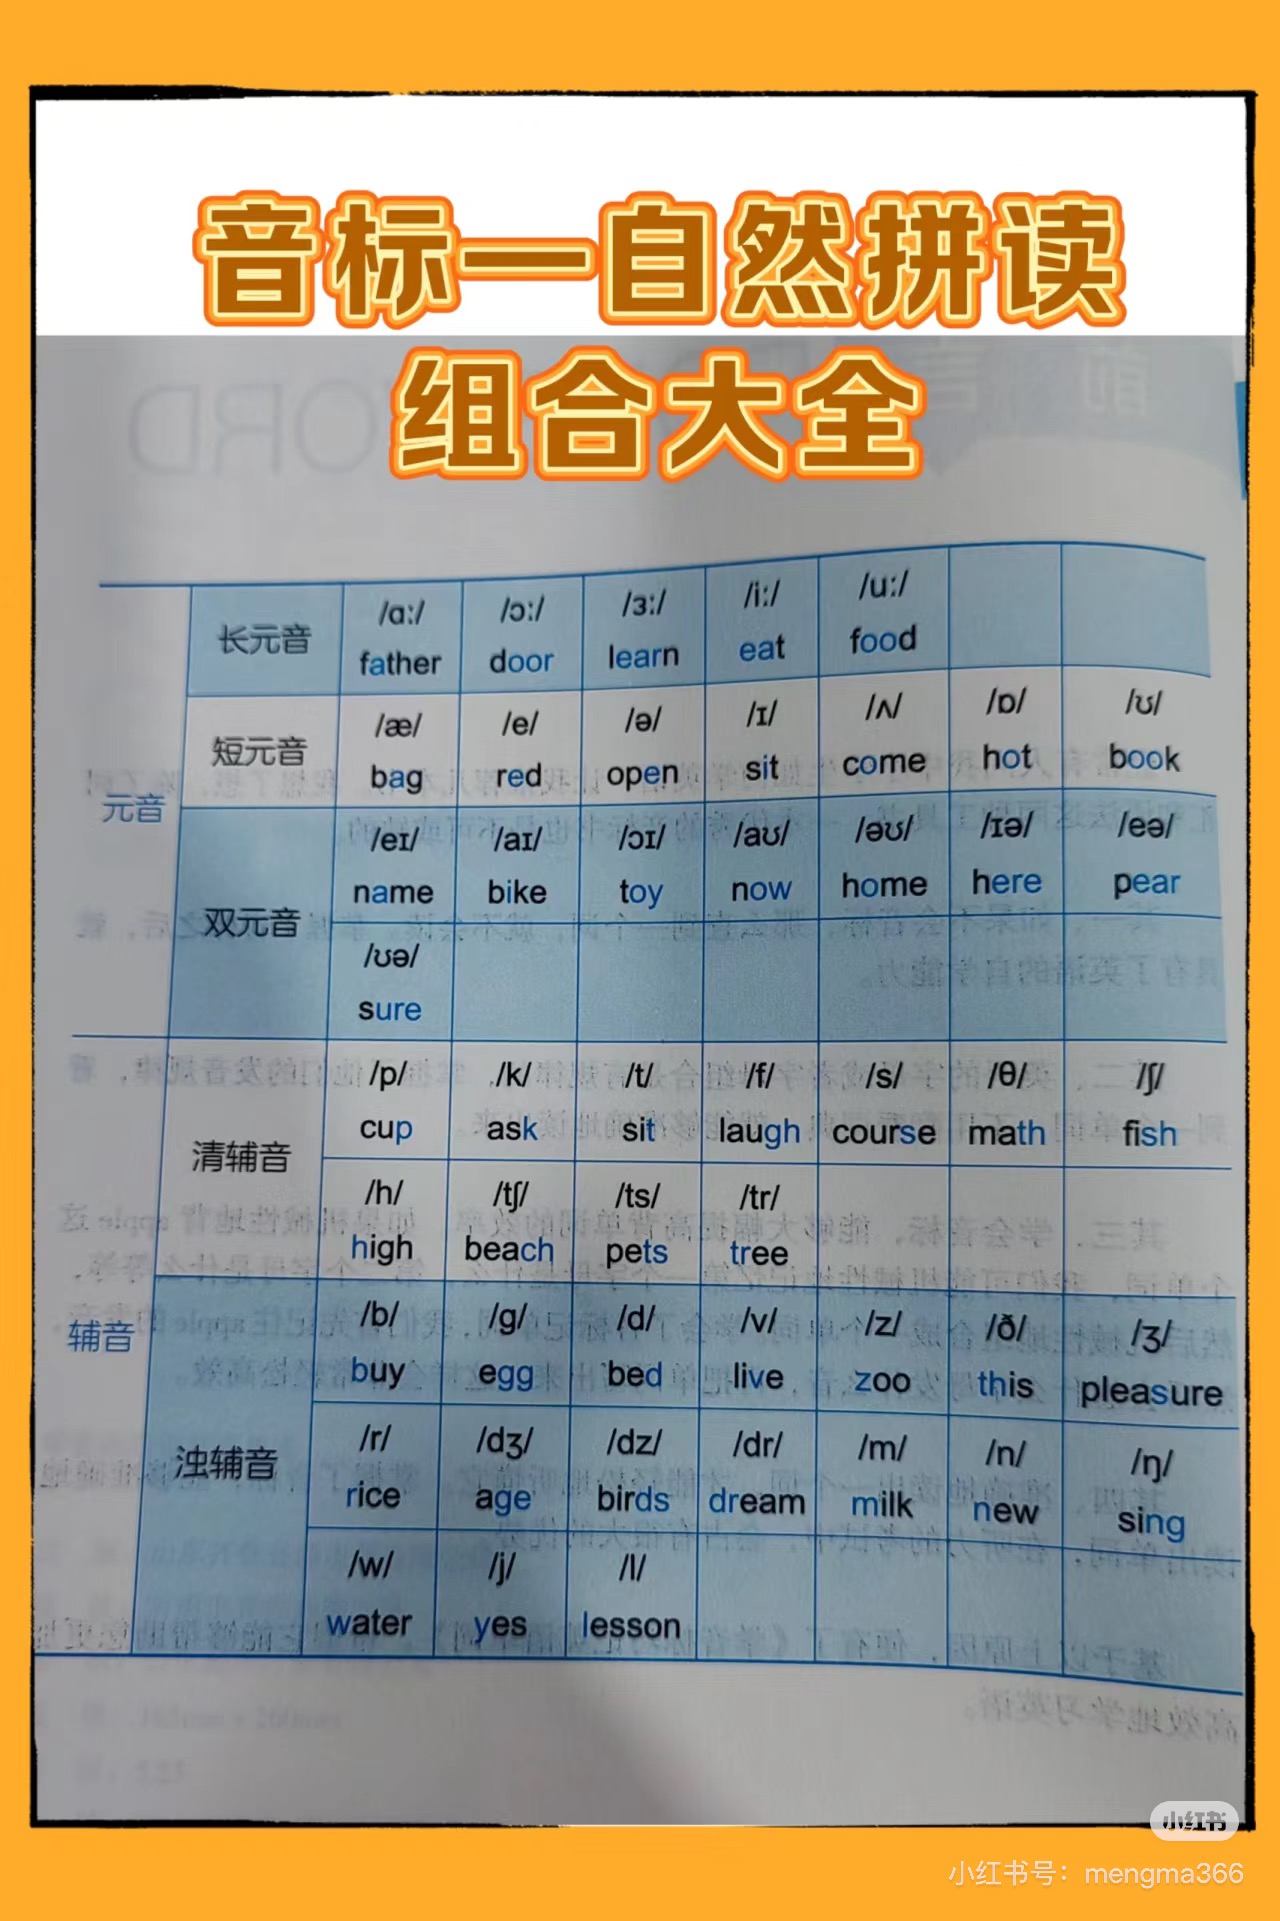 音标—自然拼读
组合大全
元音
长元音
/ɑ:/ /ɔ:/ /ɜ:/ /i:/ /u:/
father door learn eat food
短元音
/æ/ /e/ /ə/ /ɪ/ /ʌ/ /ɒ/ /ʊ/
bag red open sit come hot book
双元音
/eɪ/ /aɪ/ /ɔɪ/ /aʊ/ /əʊ/ /ɪə/ /eə/
name bike toy now home here pear
/ʊə/
sure
辅音
清辅音
/p/ /k/ /t/ /f/ /s/ /θ/ /ʃ/
cup ask sit laugh course math fish
/h/ /tʃ/ /ts/ /tr/
high beach pets tree
浊辅音
/b/ /g/ /d/ /v/ /z/ /ð/ /ʒ/
buy egg bed live zoo this pleasure
/r/ /dʒ/ /dz/ /dr/ /m/ /n/ /ŋ/
rice age birds dream milk new sing
/w/ /j/ /l/
water yes lesson
小红书
小红书号：mengma366